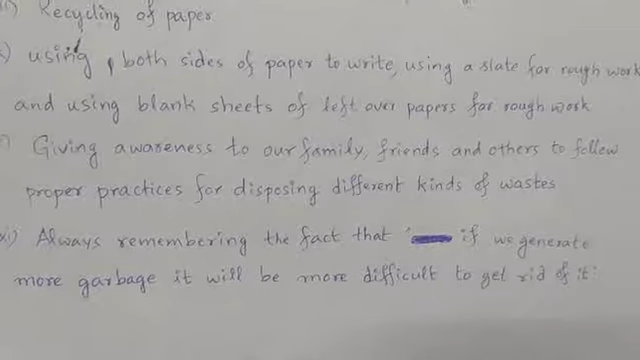 Recycling of paper
using both sides of paper to write, using a slate for rough work
and using blank sheets of left over papers for rough work
Giving awareness to our family, friends and others to follow
proper practices for disposing different kinds of wastes
xi) Always remembering the fact that if we generate
more garbage it will be more difficult to get rid of it.